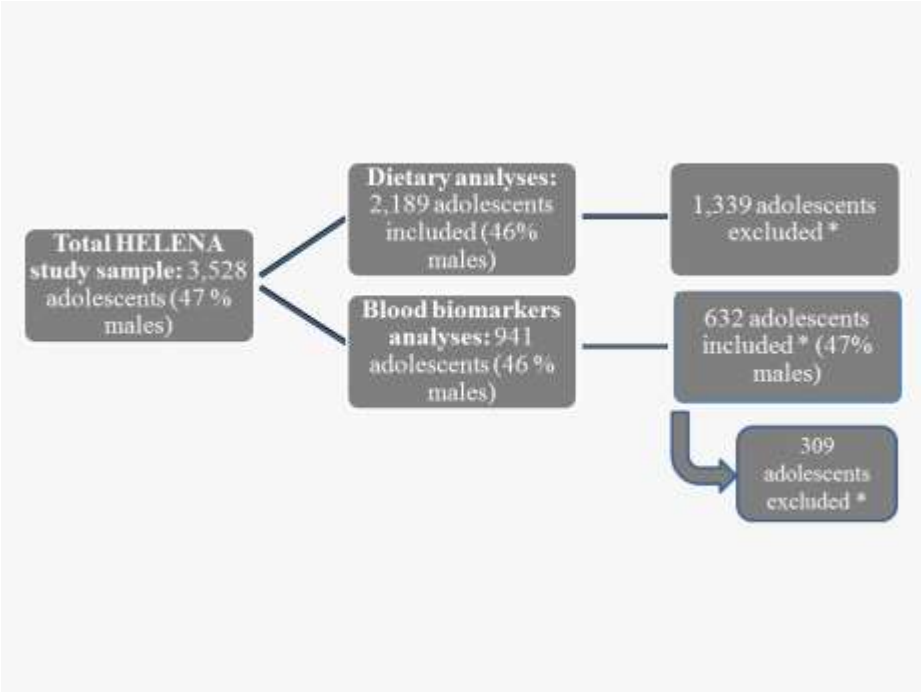 Total HELENA
study sample: 3,528
adolescents (47 %
males)
Dietary analyses:
2,189 adolescents
included (46%
males)
1,339 adolescents
excluded *
Blood biomarkers
analyses: 941
adolescents (46 %
males)
632 adolescents
included * (47%
males)
309
adolescents
excluded *